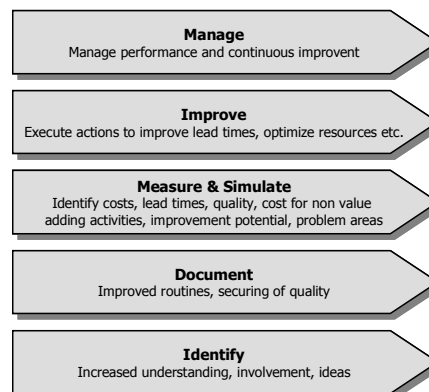 Manage
Manage performance and continuous improvent
Improve
Execute actions to improve lead times, optimize resources etc.
Measure & Simulate
Identify costs, lead times, quality, cost for non value
adding activities, improvement potential, problem areas
Document
Improved routines, securing of quality
Identify
Increased understanding, involvement, ideas